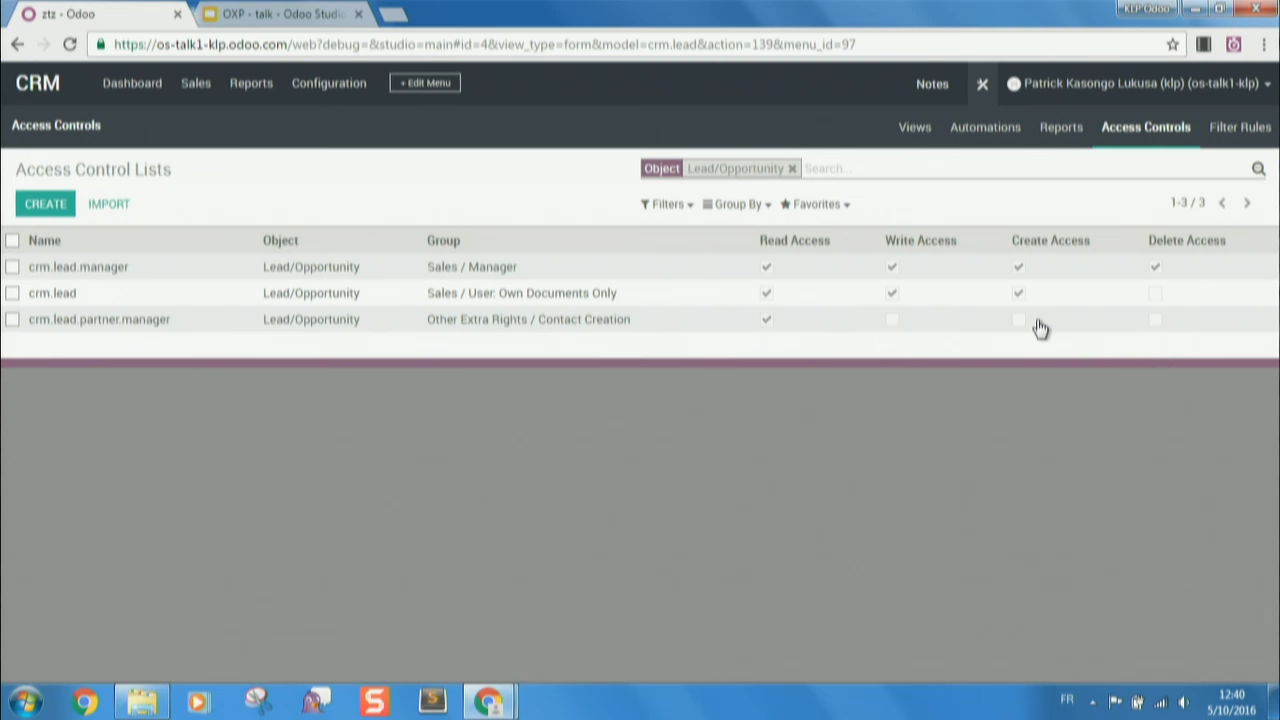 ztz - Odoo
OXP - talk - Odoo Studi
KLP Odoo
https://os-talk1-klp.odoo.com/web?debug=&studio=main#id=4&view_type=form&model=crm.lead&action=139&menu_id=97
CRM Dashboard Sales Reports Configuration + Edit Menu Notes Patrick Kasongo Lukusa (klp) (os-talk1-klp)
Access Controls Views Automations Reports Access Controls Filter Rules
Access Control Lists Object Lead/Opportunity Search...
CREATE IMPORT Filters Group By Favorites 1-3 / 3
Name Object Group Read Access Write Access Create Access Delete Access
crm.lead.manager Lead/Opportunity Sales / Manager
crm.lead Lead/Opportunity Sales / User: Own Documents Only
crm.lead.partner.manager Lead/Opportunity Other Extra Rights / Contact Creation
FR 12:40
5/10/2016